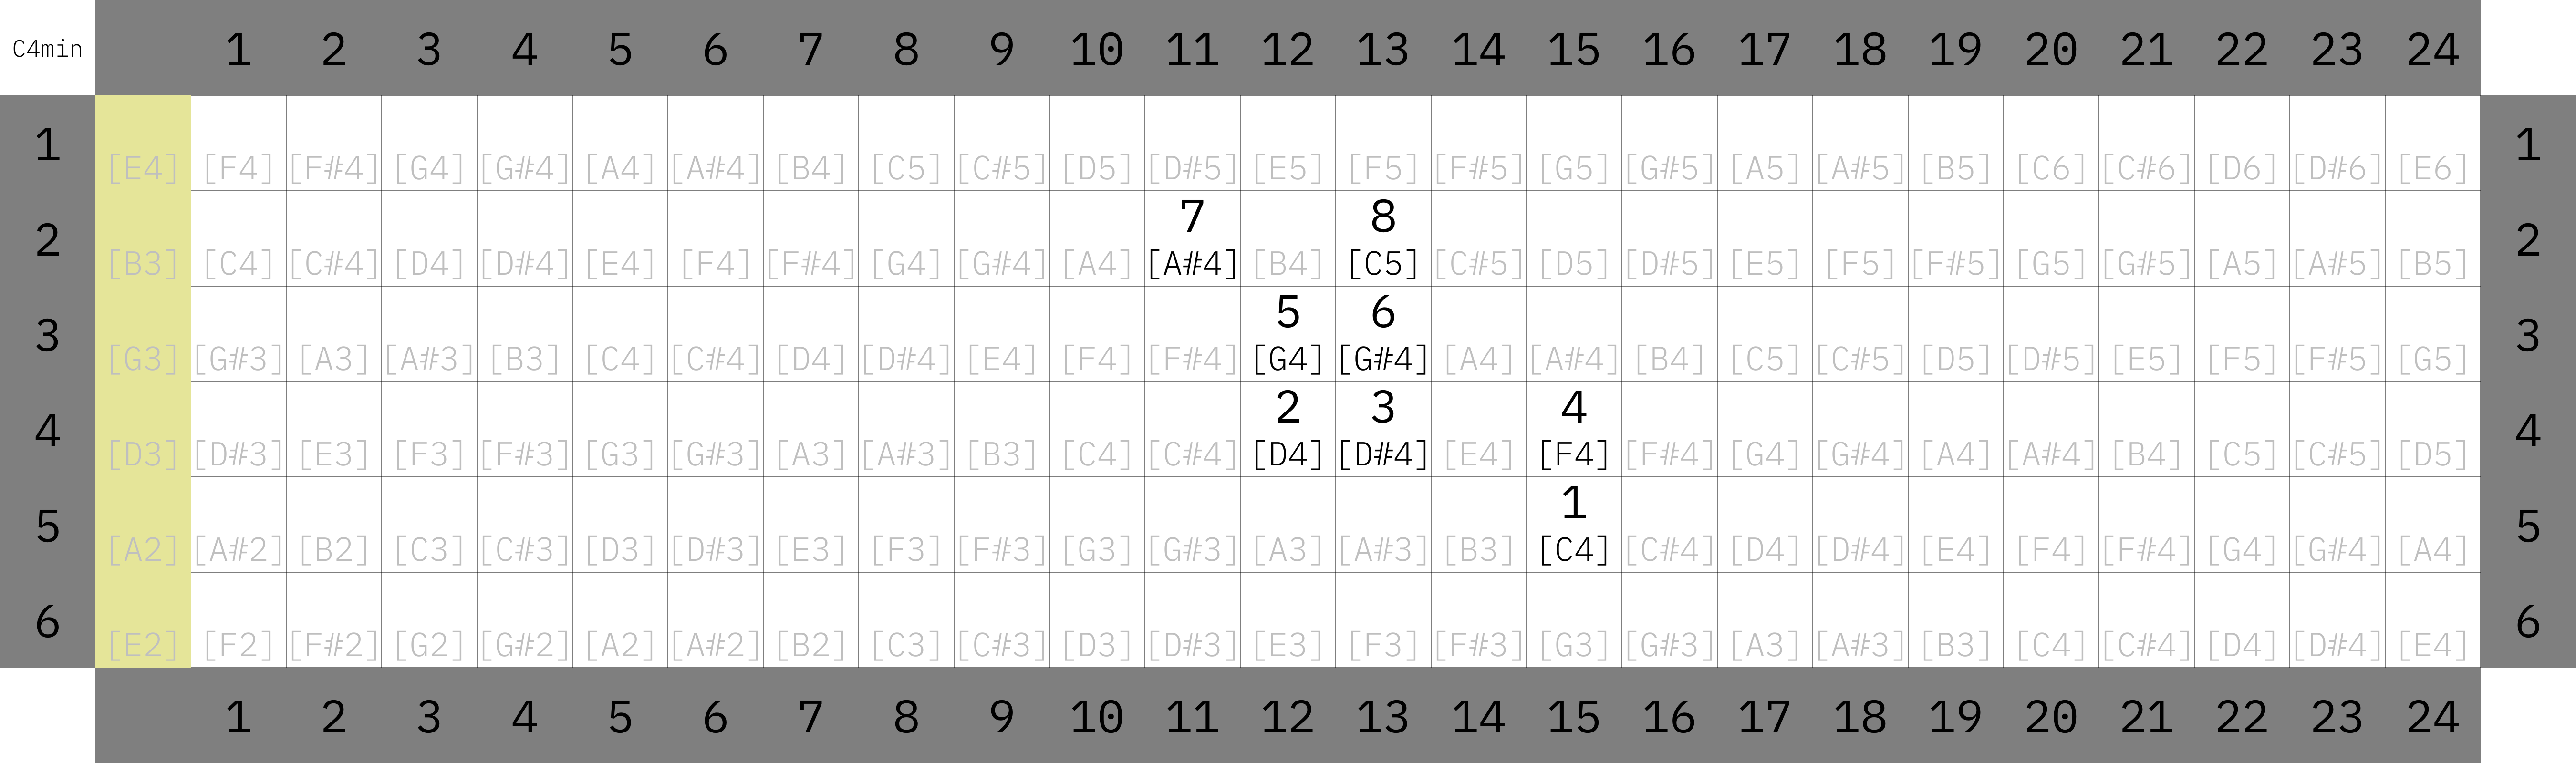 C4min 1 2 3 4 5 6 7 8 9 10 11 12 13 14 15 16 17 18 19 20 21 22 23 24
1 [E4] [F4] [F#4] [G4] [G#4] [A4] [A#4] [B4] [C5] [C#5] [D5] [D#5] [E5] [F5] [F#5] [G5] [G#5] [A5] [A#5] [B5] [C6] [C#6] [D6] [D#6] [E6] 1
7 8
2 [B3] [C4] [C#4] [D4] [D#4] [E4] [F4] [F#4] [G4] [G#4] [A4] [A#4] [B4] [C5] [C#5] [D5] [D#5] [E5] [F5] [F#5] [G5] [G#5] [A5] [A#5] [B5] 2
5 6
3 [G3] [G#3] [A3] [A#3] [B3] [C4] [C#4] [D4] [D#4] [E4] [F4] [F#4] [G4] [G#4] [A4] [A#4] [B4] [C5] [C#5] [D5] [D#5] [E5] [F5] [F#5] [G5] 3
2 3 4
4 [D3] [D#3] [E3] [F3] [F#3] [G3] [G#3] [A3] [A#3] [B3] [C4] [C#4] [D4] [D#4] [E4] [F4] [F#4] [G4] [G#4] [A4] [A#4] [B4] [C5] [C#5] [D5] 4
1
5 [A2] [A#2] [B2] [C3] [C#3] [D3] [D#3] [E3] [F3] [F#3] [G3] [G#3] [A3] [A#3] [B3] [C4] [C#4] [D4] [D#4] [E4] [F4] [F#4] [G4] [G#4] [A4] 5
6 [E2] [F2] [F#2] [G2] [G#2] [A2] [A#2] [B2] [C3] [C#3] [D3] [D#3] [E3] [F3] [F#3] [G3] [G#3] [A3] [A#3] [B3] [C4] [C#4] [D4] [D#4] [E4] 6
1 2 3 4 5 6 7 8 9 10 11 12 13 14 15 16 17 18 19 20 21 22 23 24